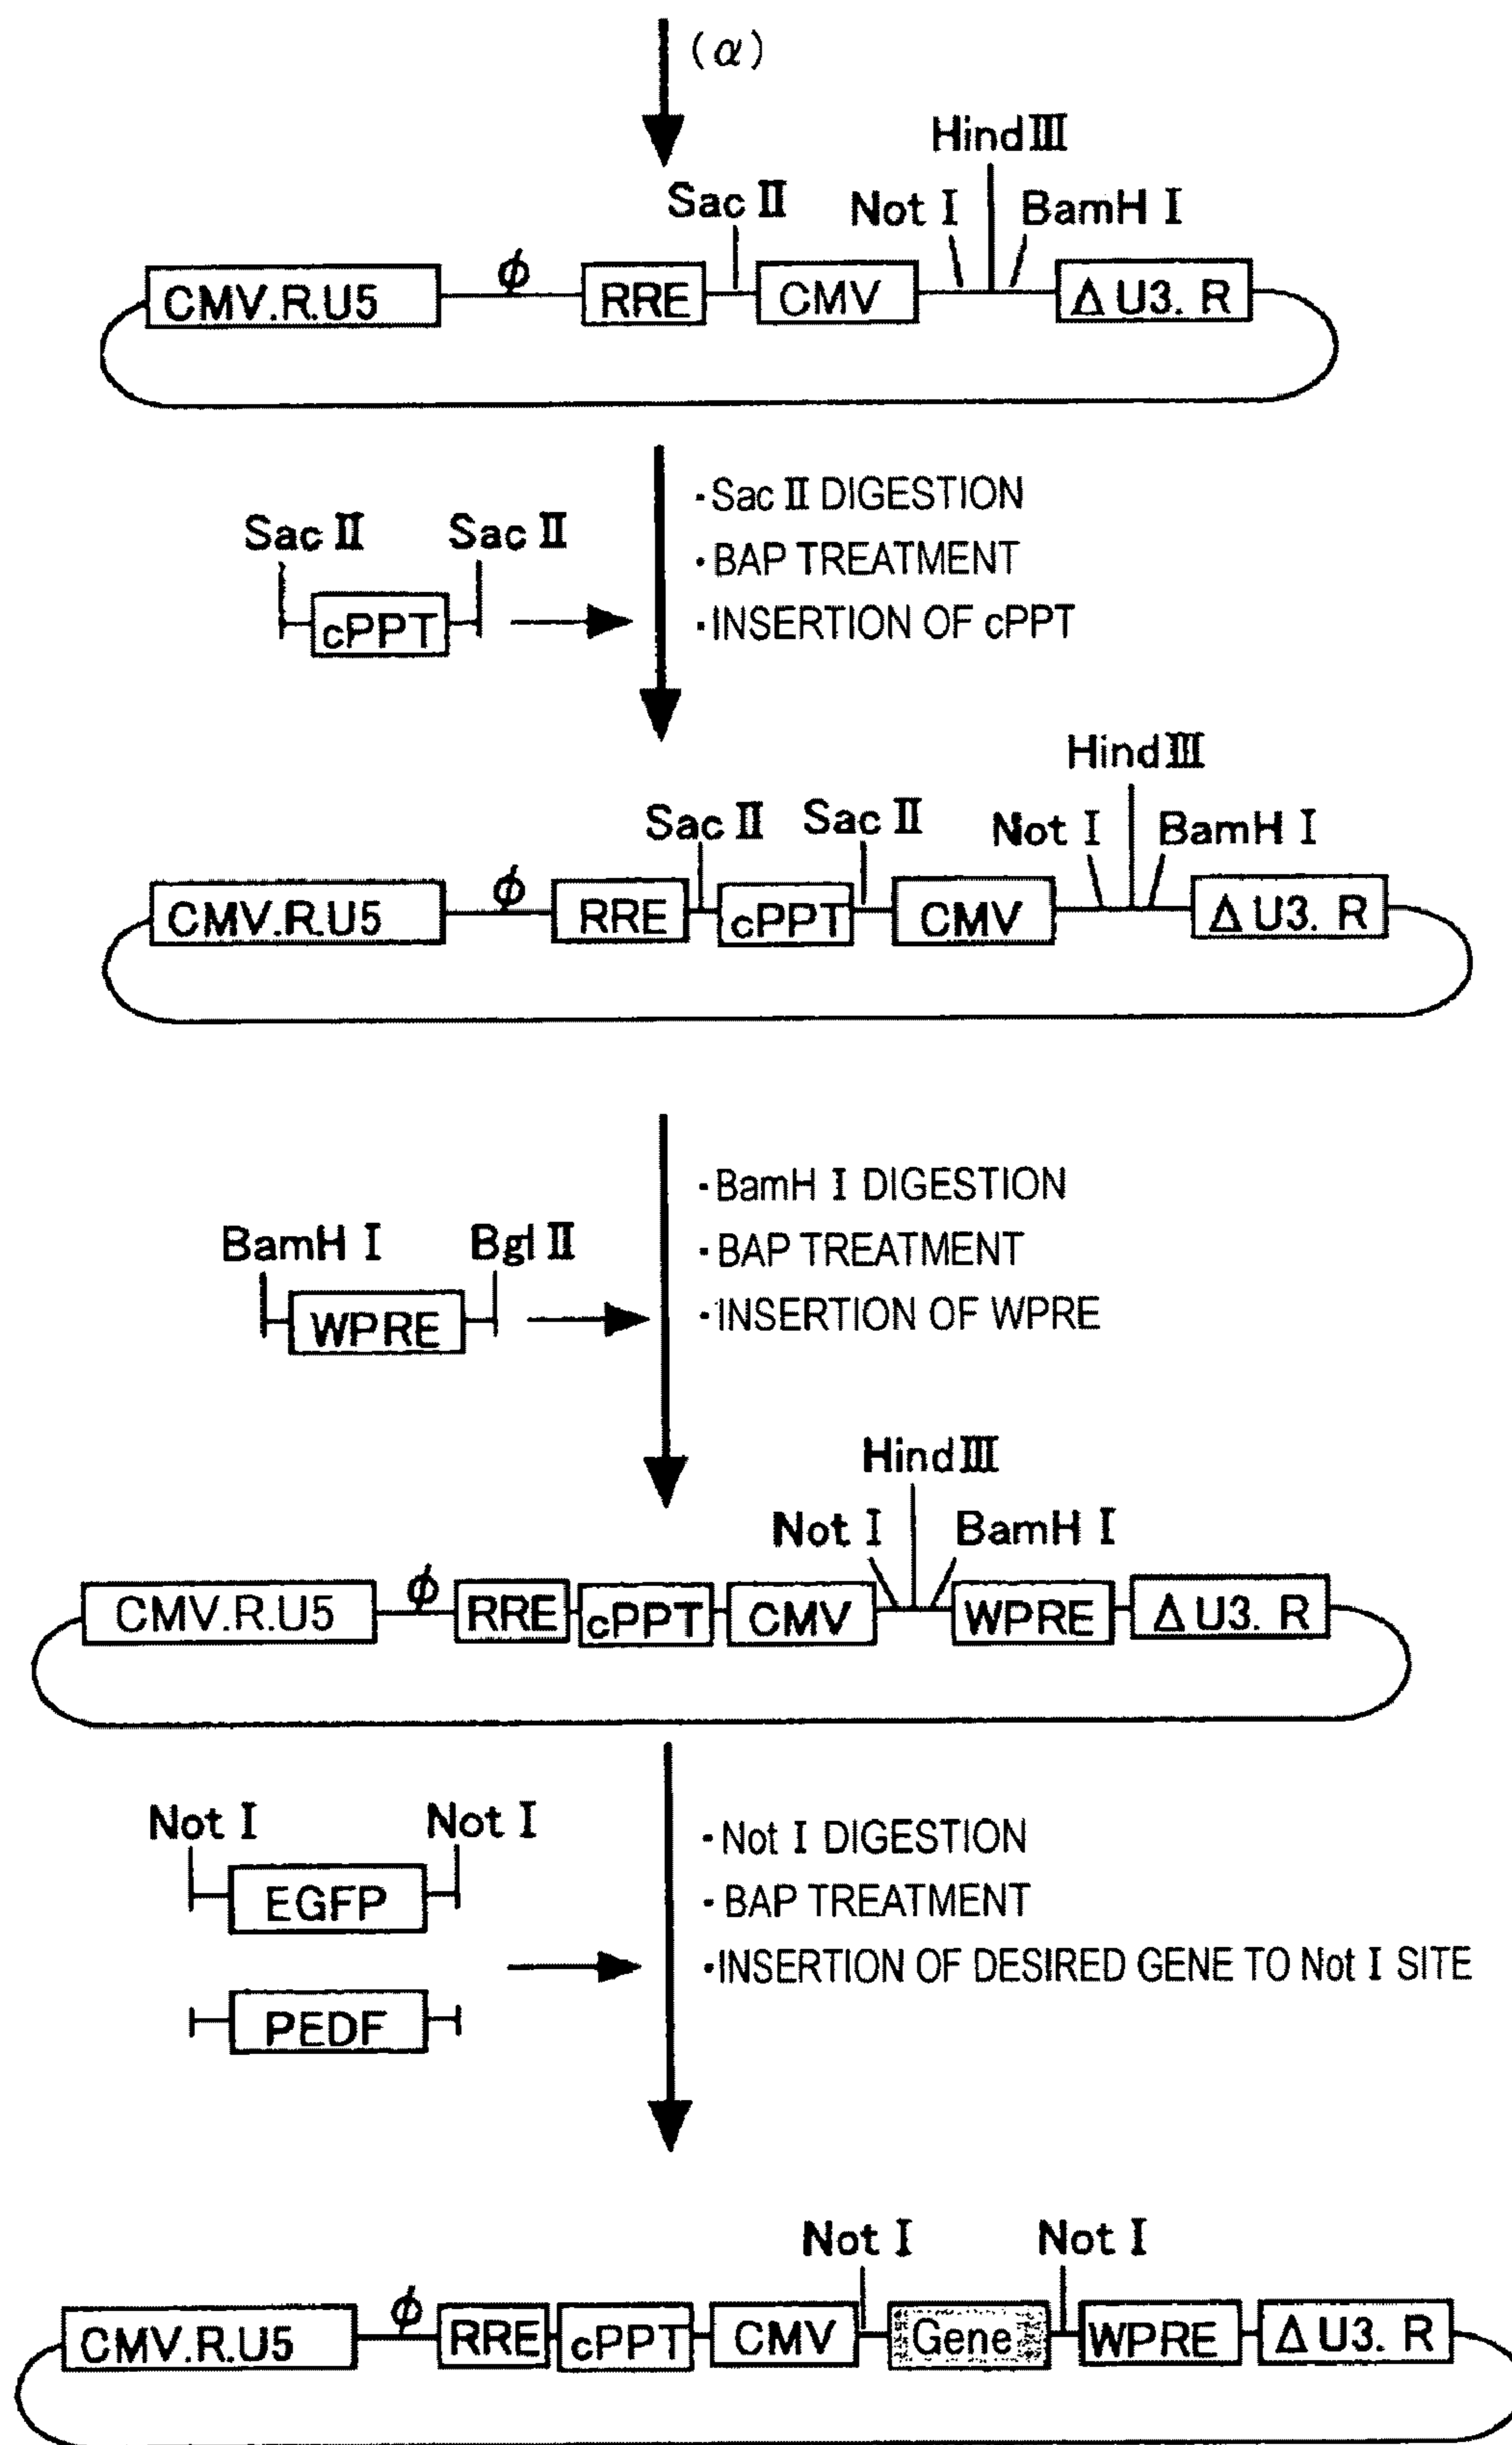 (α)
Hind Ⅲ
Sac Ⅱ Not Ⅰ BamH Ⅰ
CMV.R.U5 ϕ RRE CMV Δ U3. R
Sac Ⅱ Sac Ⅱ
cPPT
・Sac Ⅱ DIGESTION
・BAP TREATMENT
・INSERTION OF cPPT
Hind Ⅲ
Sac Ⅱ Sac Ⅱ Not Ⅰ BamH Ⅰ
CMV.R.U5 ϕ RRE cPPT CMV Δ U3. R
BamH Ⅰ Bgl Ⅱ
WPRE
・BamH Ⅰ DIGESTION
・BAP TREATMENT
・INSERTION OF WPRE
Hind Ⅲ
Not Ⅰ BamH Ⅰ
CMV.R.U5 ϕ RRE cPPT CMV WPRE Δ U3. R
Not Ⅰ Not Ⅰ
EGFP
PEDF
・Not Ⅰ DIGESTION
・BAP TREATMENT
・INSERTION OF DESIRED GENE TO Not Ⅰ SITE
Not Ⅰ Not Ⅰ
CMV.R.U5 ϕ RRE cPPT CMV Gene WPRE Δ U3. R